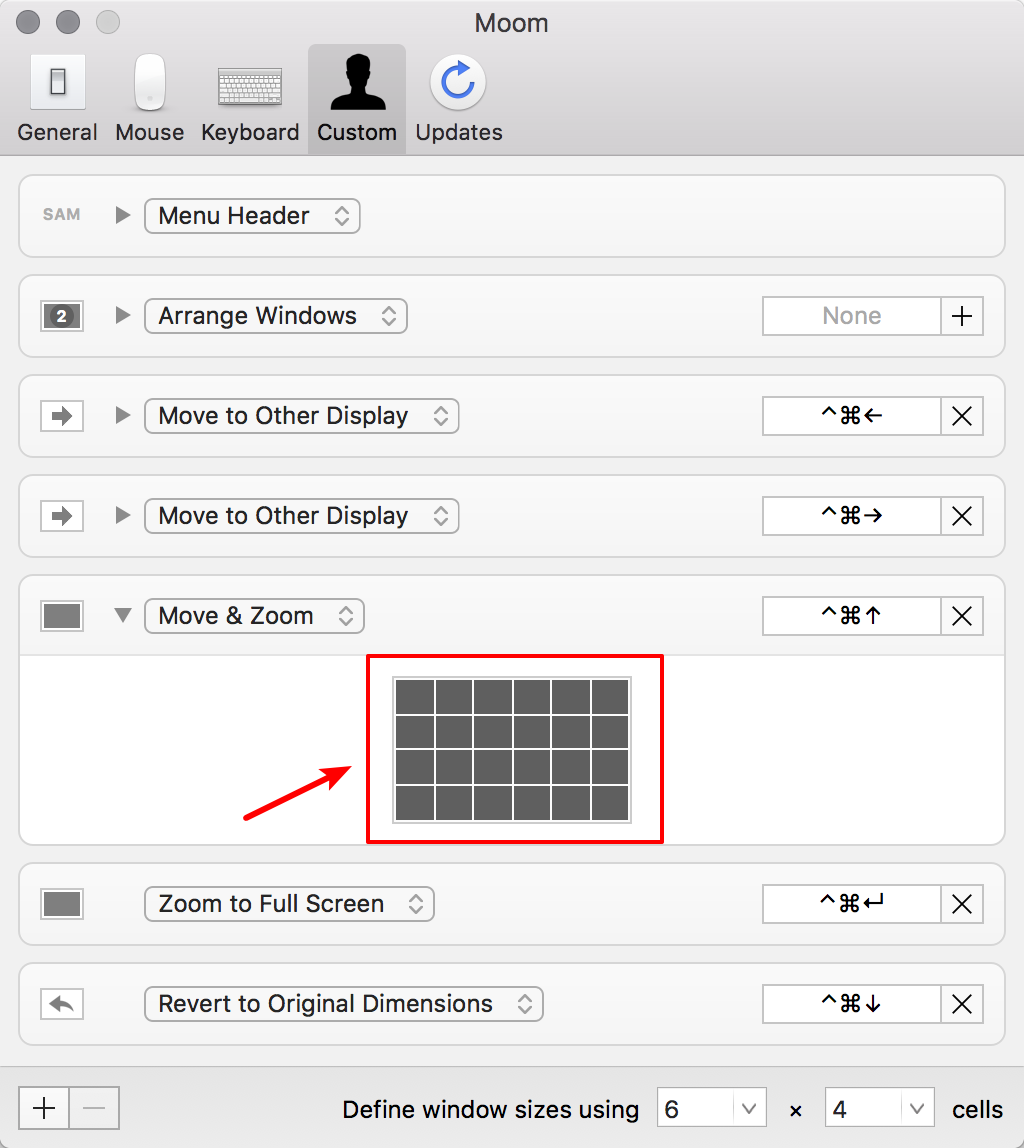 Moom
General Mouse Keyboard Custom Updates
SAM Menu Header
2 Arrange Windows None
Move to Other Display ^⌘←
Move to Other Display ^⌘→
Move & Zoom ^⌘↑
Zoom to Full Screen ^⌘↵
Revert to Original Dimensions ^⌘↓
Define window sizes using 6 × 4 cells